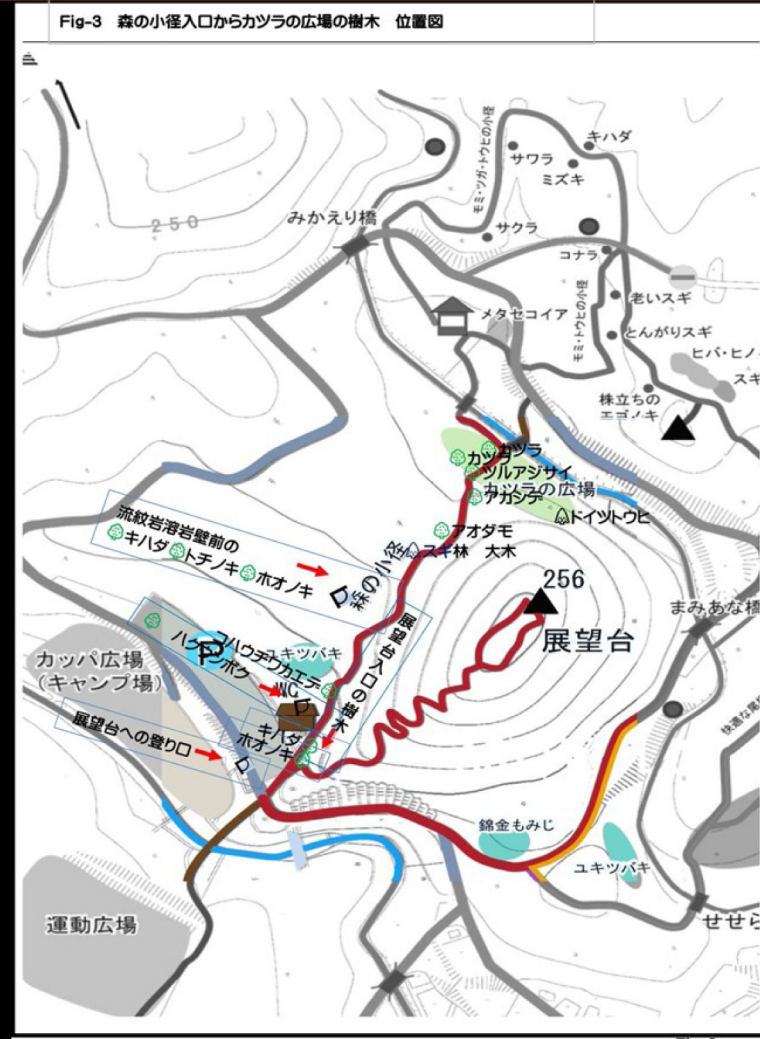 Fig-3 森の小径入口からカツラの広場の樹木 位置図
250
みかえり橋
モミ・ツガ・トウヒの小径
サワラ
キハダ
ミズキ
サクラ
コナラ
モミ・トウヒの小径
老いスギ
メタセコイア
とんがりスギ
ヒバ・ヒノ
スギ
株立ちの
エゴノキ
カツラ
カツラ
ツルアジサイ
カツラの広場
アカシデ
ドイツトウヒ
アオダモ
スギ林 大木
流紋岩溶岩壁前の
キハダ トチノキ ホオノキ
森の小径
256
展望台
まみあな橋
展望台入口の樹木
コハウチワカエデ
ユキツバキ
P
WC
カッパ広場
(キャンプ場)
キハダ
ホオノキ
展望台への登り口
快適な尾
錦金もみじ
ユキツバキ
運動広場
せせら